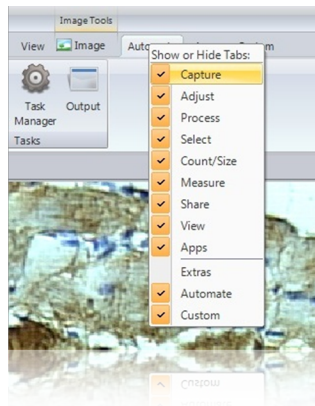 Image Tools
View Image Automate Custom
Show or Hide Tabs:
Capture
Adjust
Process
Select
Count/Size
Measure
Share
View
Apps
Extras
Automate
Custom
Task Manager
Output
Tasks